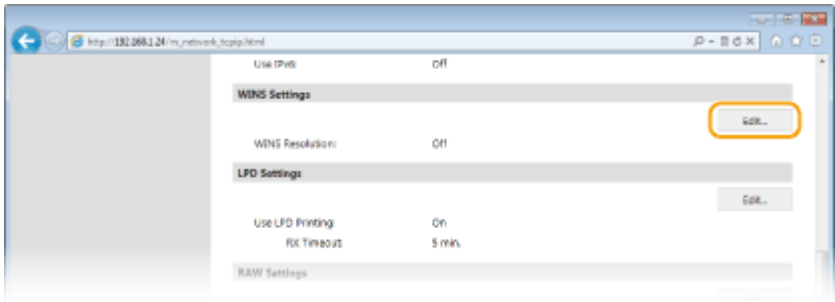 http://192.168.1.24/m_network_tcpip.html
Use IPv6: Off
WINS Settings
Edit...
WINS Resolution: Off
LPD Settings
Edit...
Use LPD Printing: On
RX Timeout: 5 min.
RAW Settings